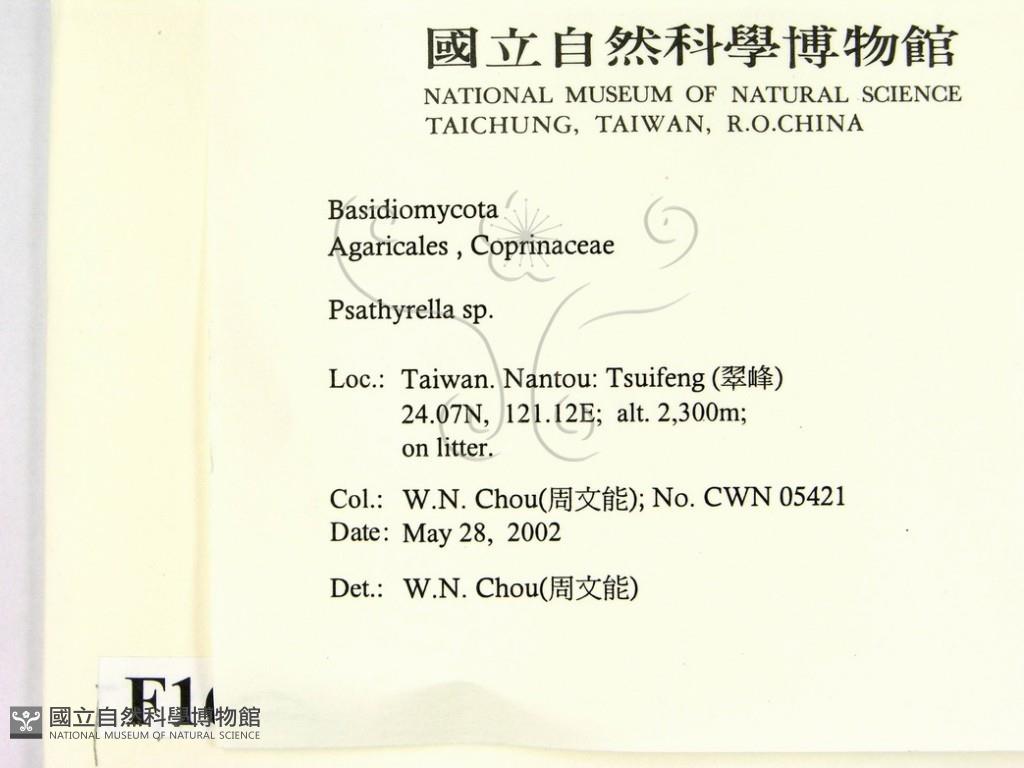 國立自然科學博物館
NATIONAL MUSEUM OF NATURAL SCIENCE
TAICHUNG, TAIWAN, R.O.CHINA
Basidiomycota
Agaricales , Coprinaceae
Psathyrella sp.
Loc.: Taiwan. Nantou: Tsuifeng (翠峰)
24.07N, 121.12E; alt. 2,300m;
on litter.
Col.: W.N. Chou(周文能); No. CWN 05421
Date: May 28, 2002
Det.: W.N. Chou(周文能)
國立自然科學博物館
NATIONAL MUSEUM OF NATURAL SCIENCE